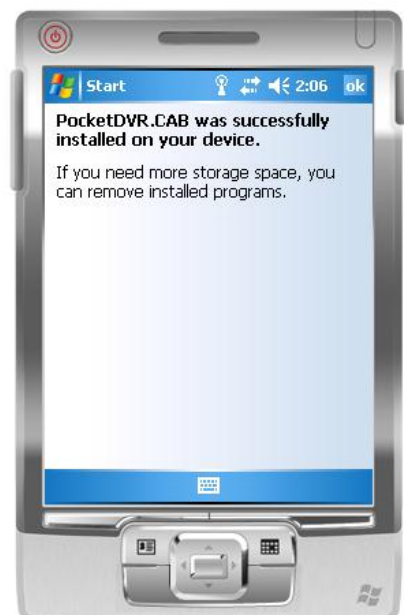 Start 2:06 ok
PocketDVR.CAB was successfully
installed on your device.
If you need more storage space, you
can remove installed programs.